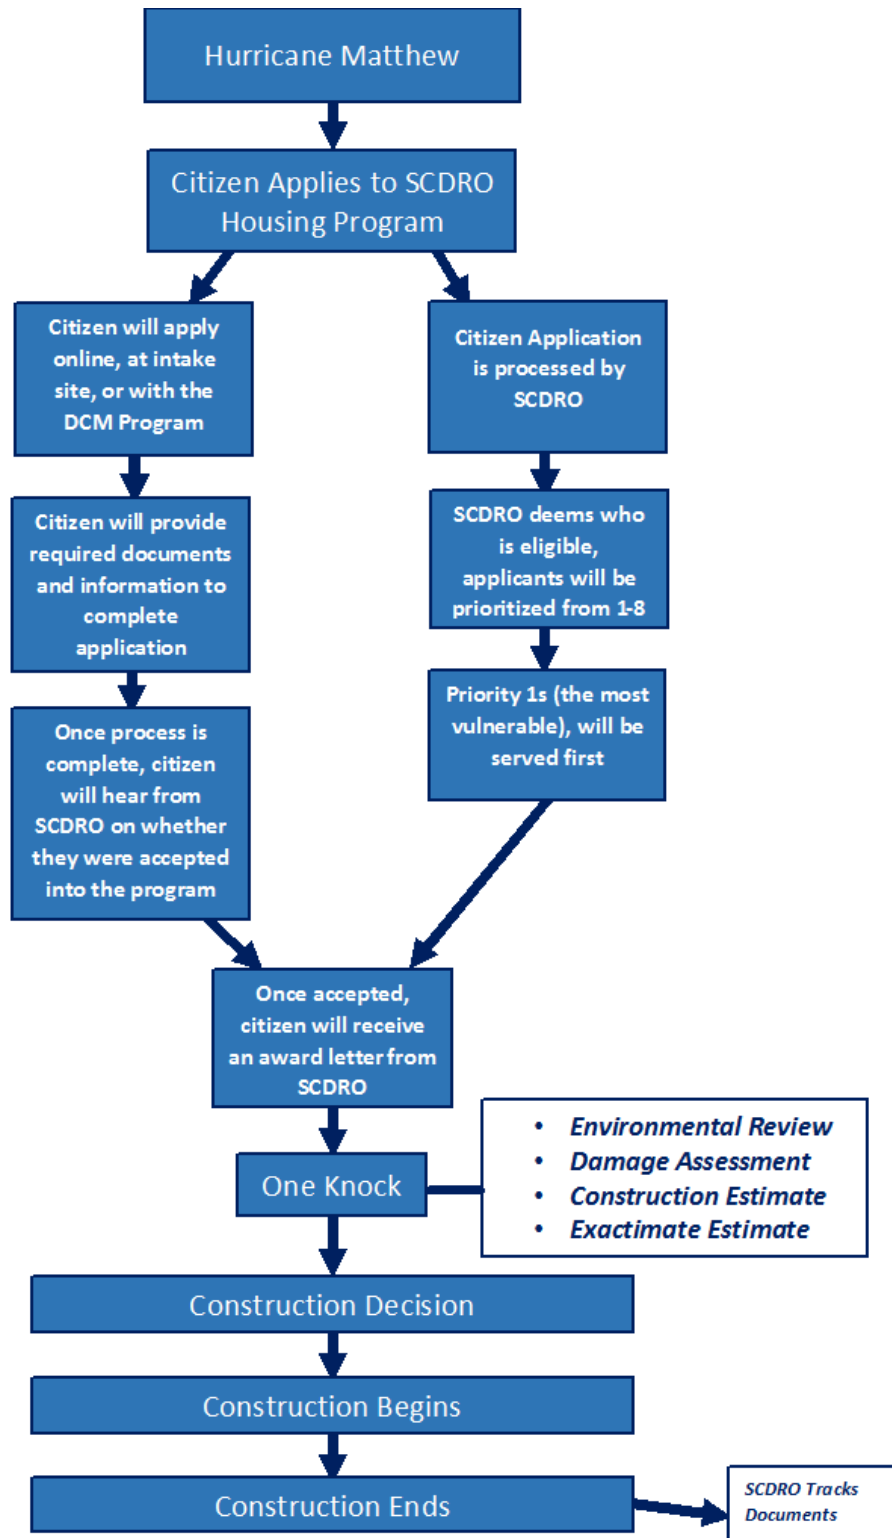 Hurricane Matthew
Citizen Applies to SCDRO
Housing Program
Citizen will apply
online, at intake
site, or with the
DCM Program
Citizen will provide
required documents
and information to
complete
application
Once process is
complete, citizen
will hear from
SCDRO on whether
they were accepted
into the program
Citizen Application
is processed by
SCDRO
SCDRO deems who
is eligible,
applicants will be
prioritized from 1-8
Priority 1s (the most
vulnerable), will be
served first
Once accepted,
citizen will receive
an award letter from
SCDRO
One Knock
• Environmental Review
• Damage Assessment
• Construction Estimate
• Exactimate Estimate
Construction Decision
Construction Begins
Construction Ends
SCDRO Tracks
Documents